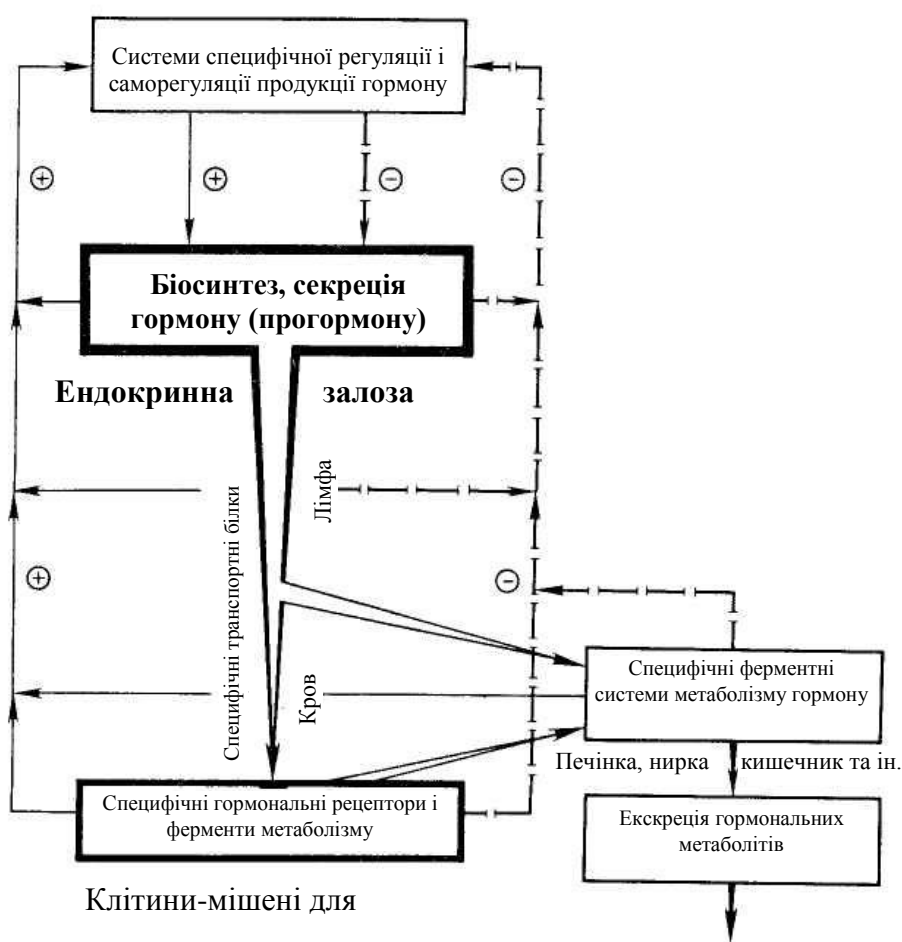 Системи специфічної регуляції і
саморегуляції продукції гормону
+
+
−
−
Біосинтез, секреція
гормону (прогормону)
Ендокринна залоза
Специфічні транспортні білки
Лімфа
Кров
+
−
Специфічні ферментні
системи метаболізму гормону
Печінка, нирка кишечник та ін.
Специфічні гормональні рецептори і
ферменти метаболізму
Екскреція гормональних
метаболітів
Клітини-мішені для